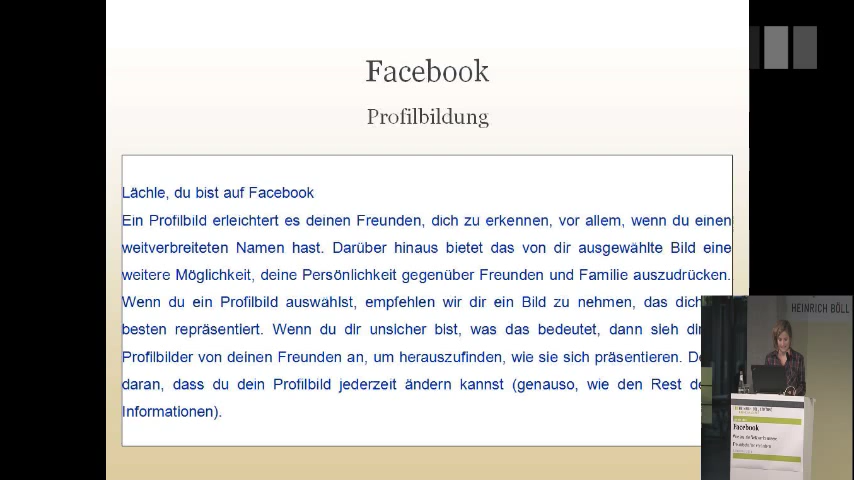 Facebook
Profilbildung
Lächle, du bist auf Facebook
Ein Profilbild erleichtert es deinen Freunden, dich zu erkennen, vor allem, wenn du einen
weitverbreiteten Namen hast. Darüber hinaus bietet das von dir ausgewählte Bild eine
weitere Möglichkeit, deine Persönlichkeit gegenüber Freunden und Familie auszudrücken.
Wenn du ein Profilbild auswählst, empfehlen wir dir ein Bild zu nehmen, das dich
besten repräsentiert. Wenn du dir unsicher bist, was das bedeutet, dann sieh di
Profilbilder von deinen Freunden an, um herauszufinden, wie sie sich präsentieren. De
daran, dass du dein Profilbild jederzeit ändern kannst (genauso, wie den Rest de
Informationen).
HEINRICH BÖLL
Facebook